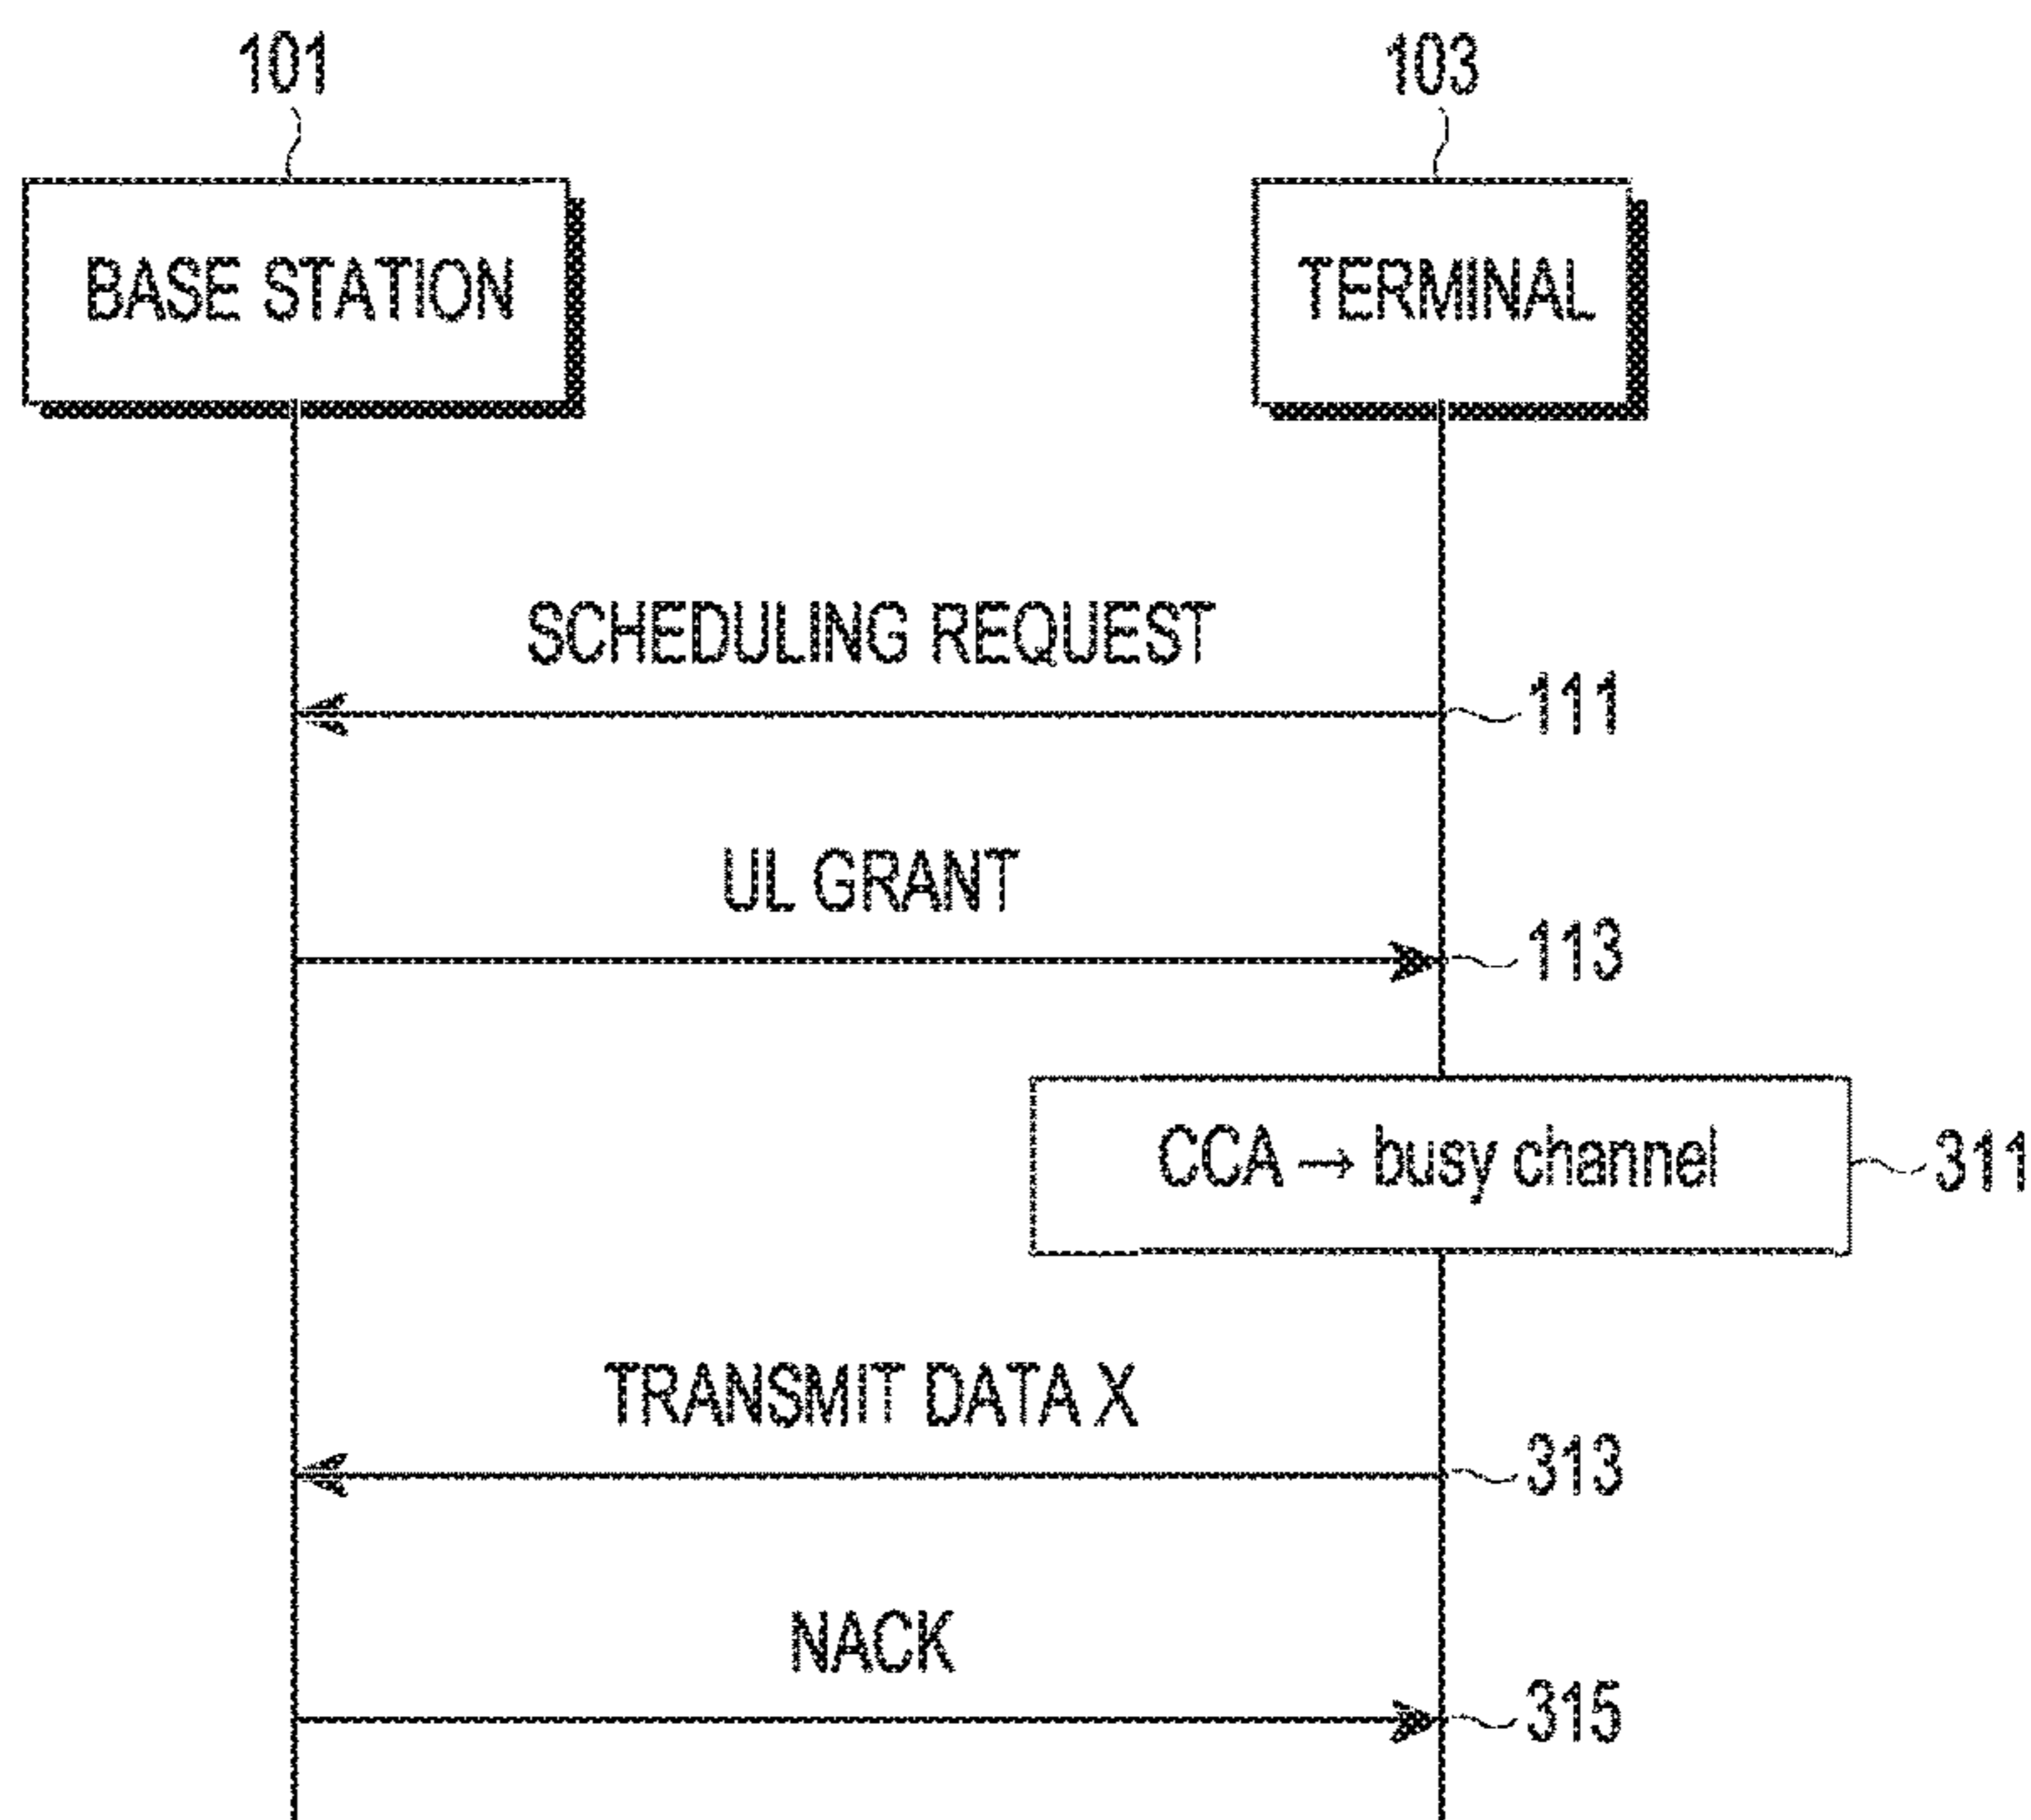 101
103
BASE STATION
TERMINAL
SCHEDULING REQUEST
111
UL GRANT
113
CCA → busy channel
311
TRANSMIT DATA X
313
NACK
315